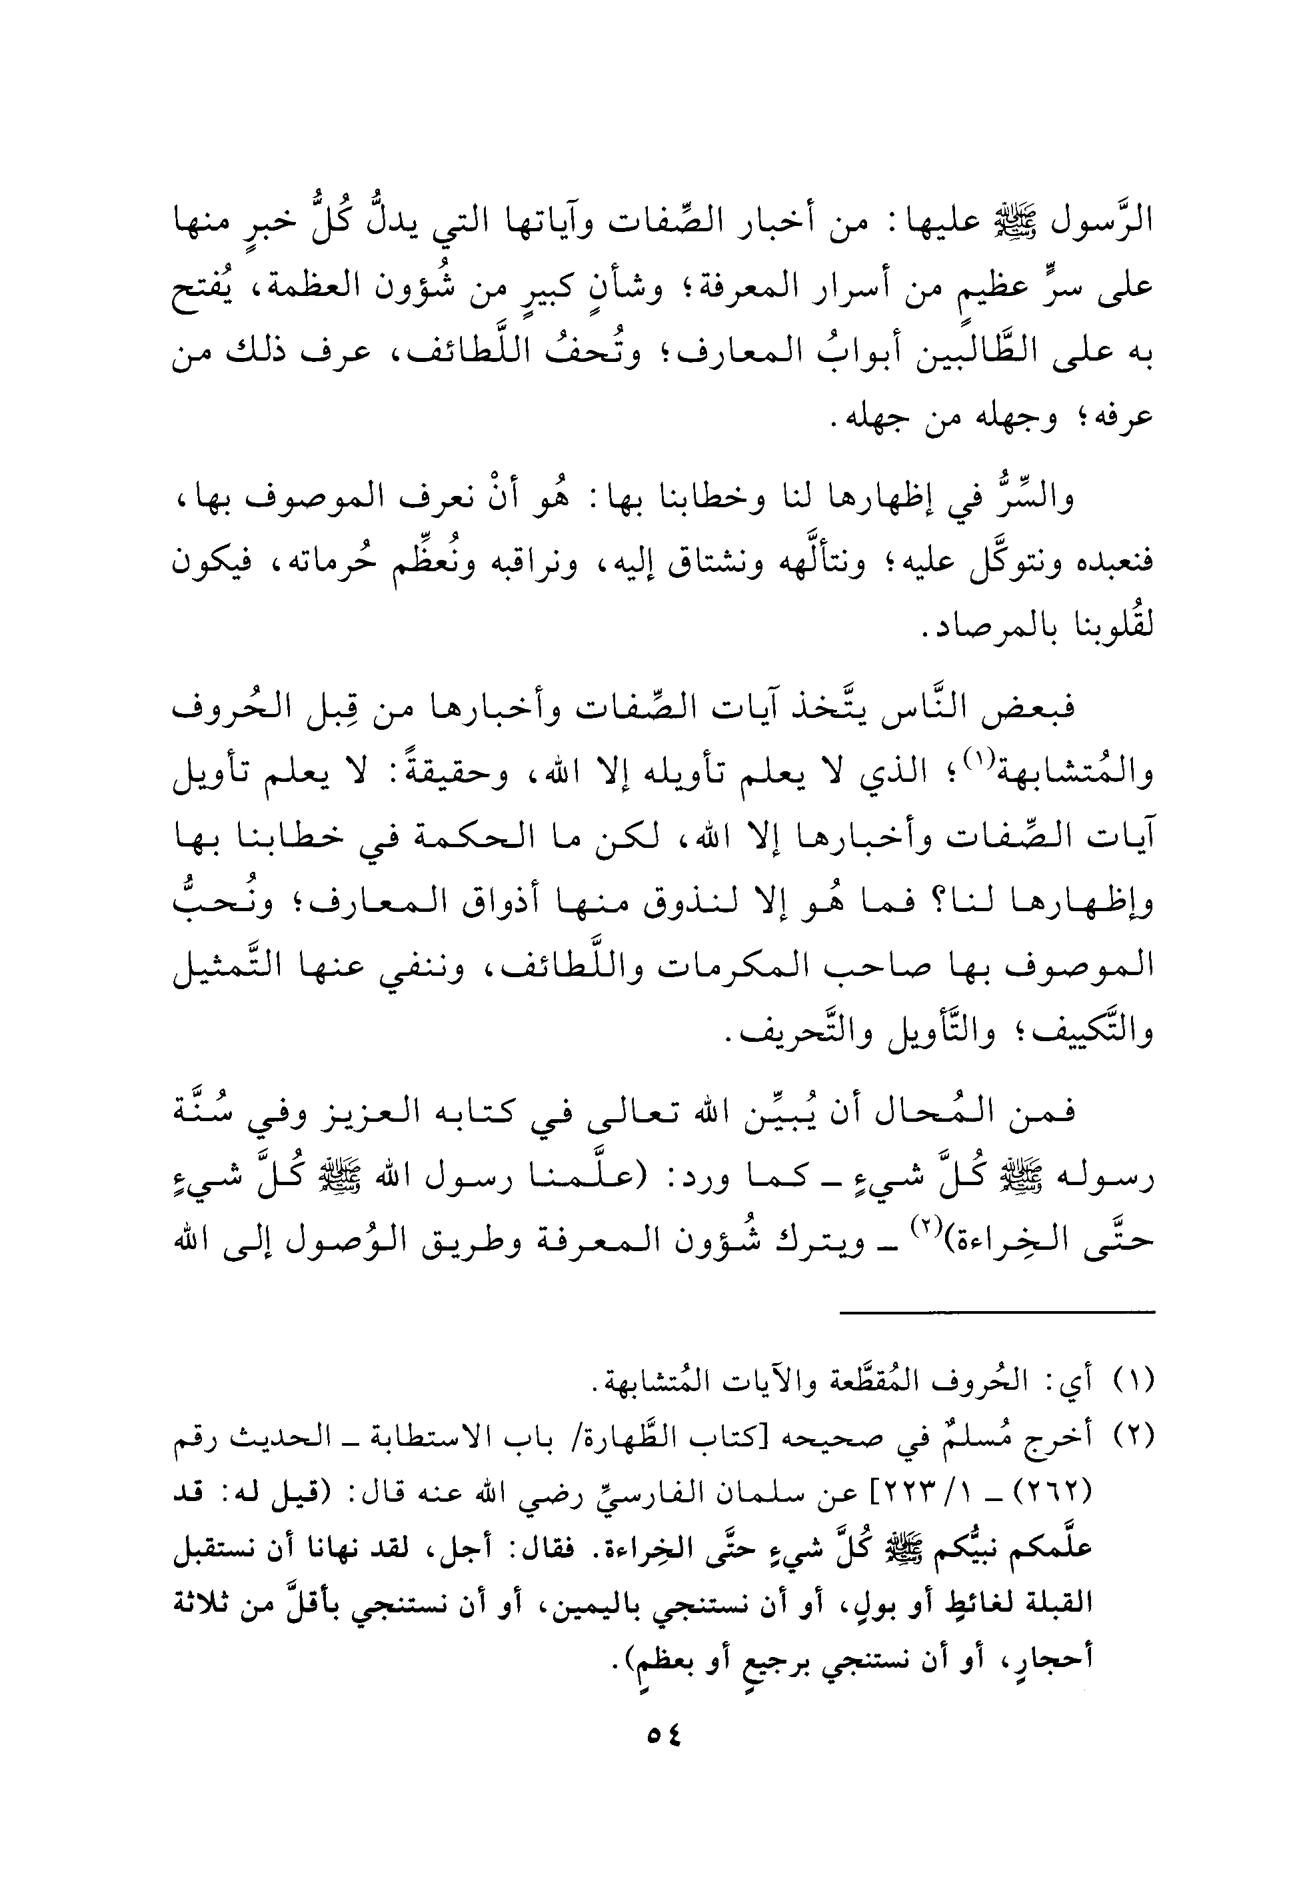 الرَّسول ﷺ عليها: من أخبار الصِّفات وآياتها التي يدلُّ كُلُّ خبرٍ منها
على سرٍّ عظيمٍ من أسرار المعرفة؛ وشأنٍ كبيرٍ من شُؤون العظمة، يُفتح
به على الطَّالبين أبوابُ المعارف؛ وتُحفُ اللَّطائف، عرف ذلك من
عرفه؛ وجهله من جهله.
والسِّرُّ في إظهارها لنا وخطابنا بها: هُو أنْ نعرف الموصوف بها،
فنعبده ونتوكَّل عليه؛ ونتألَّهه ونشتاق إليه، ونراقبه ونُعظِّم حُرماته، فيكون
لقُلوبنا بالمرصاد.
فبعض النَّاس يتَّخذ آيات الصِّفات وأخبارها من قِبل الحُروف
والمُتشابهة(١)؛ الذي لا يعلم تأويله إلا الله، وحقيقةً: لا يعلم تأويل
آيات الصِّفات وأخبارها إلا الله، لكن ما الحكمة في خطابنا بها
وإظهارها لنا؟ فما هُو إلا لنذوق منها أذواق المعارف؛ ونُحبُّ
الموصوف بها صاحب المكرمات واللَّطائف، وننفي عنها التَّمثيل
والتَّكييف؛ والتَّأويل والتَّحريف.
فمن المُحال أن يُبيِّن الله تعالى في كتابه العزيز وفي سُنَّة
رسوله ﷺ كُلَّ شيءٍ ـ كما ورد: (علَّمنا رسول الله ﷺ كُلَّ شيءٍ
حتَّى الخِراءة)(٢) ـ ويترك شُؤون المعرفة وطريق الوُصول إلى الله
(١) أي: الحُروف المُقطَّعة والآيات المُتشابهة.
(٢) أخرج مُسلمٌ في صحيحه [كتاب الطَّهارة/ باب الاستطابة ـ الحديث رقم
(٢٦٢) ـ ١/ ٢٢٣] عن سلمان الفارسيِّ رضي الله عنه قال: (قيل له: قد
علَّمكم نبيُّكم ﷺ كُلَّ شيءٍ حتَّى الخِراءة. فقال: أجل، لقد نهانا أن نستقبل
القبلة لغائطٍ أو بولٍ، أو أن نستنجي باليمين، أو أن نستنجي بأقلَّ من ثلاثة
أحجارٍ، أو أن نستنجي برجيعٍ أو بعظمٍ).
٥٤